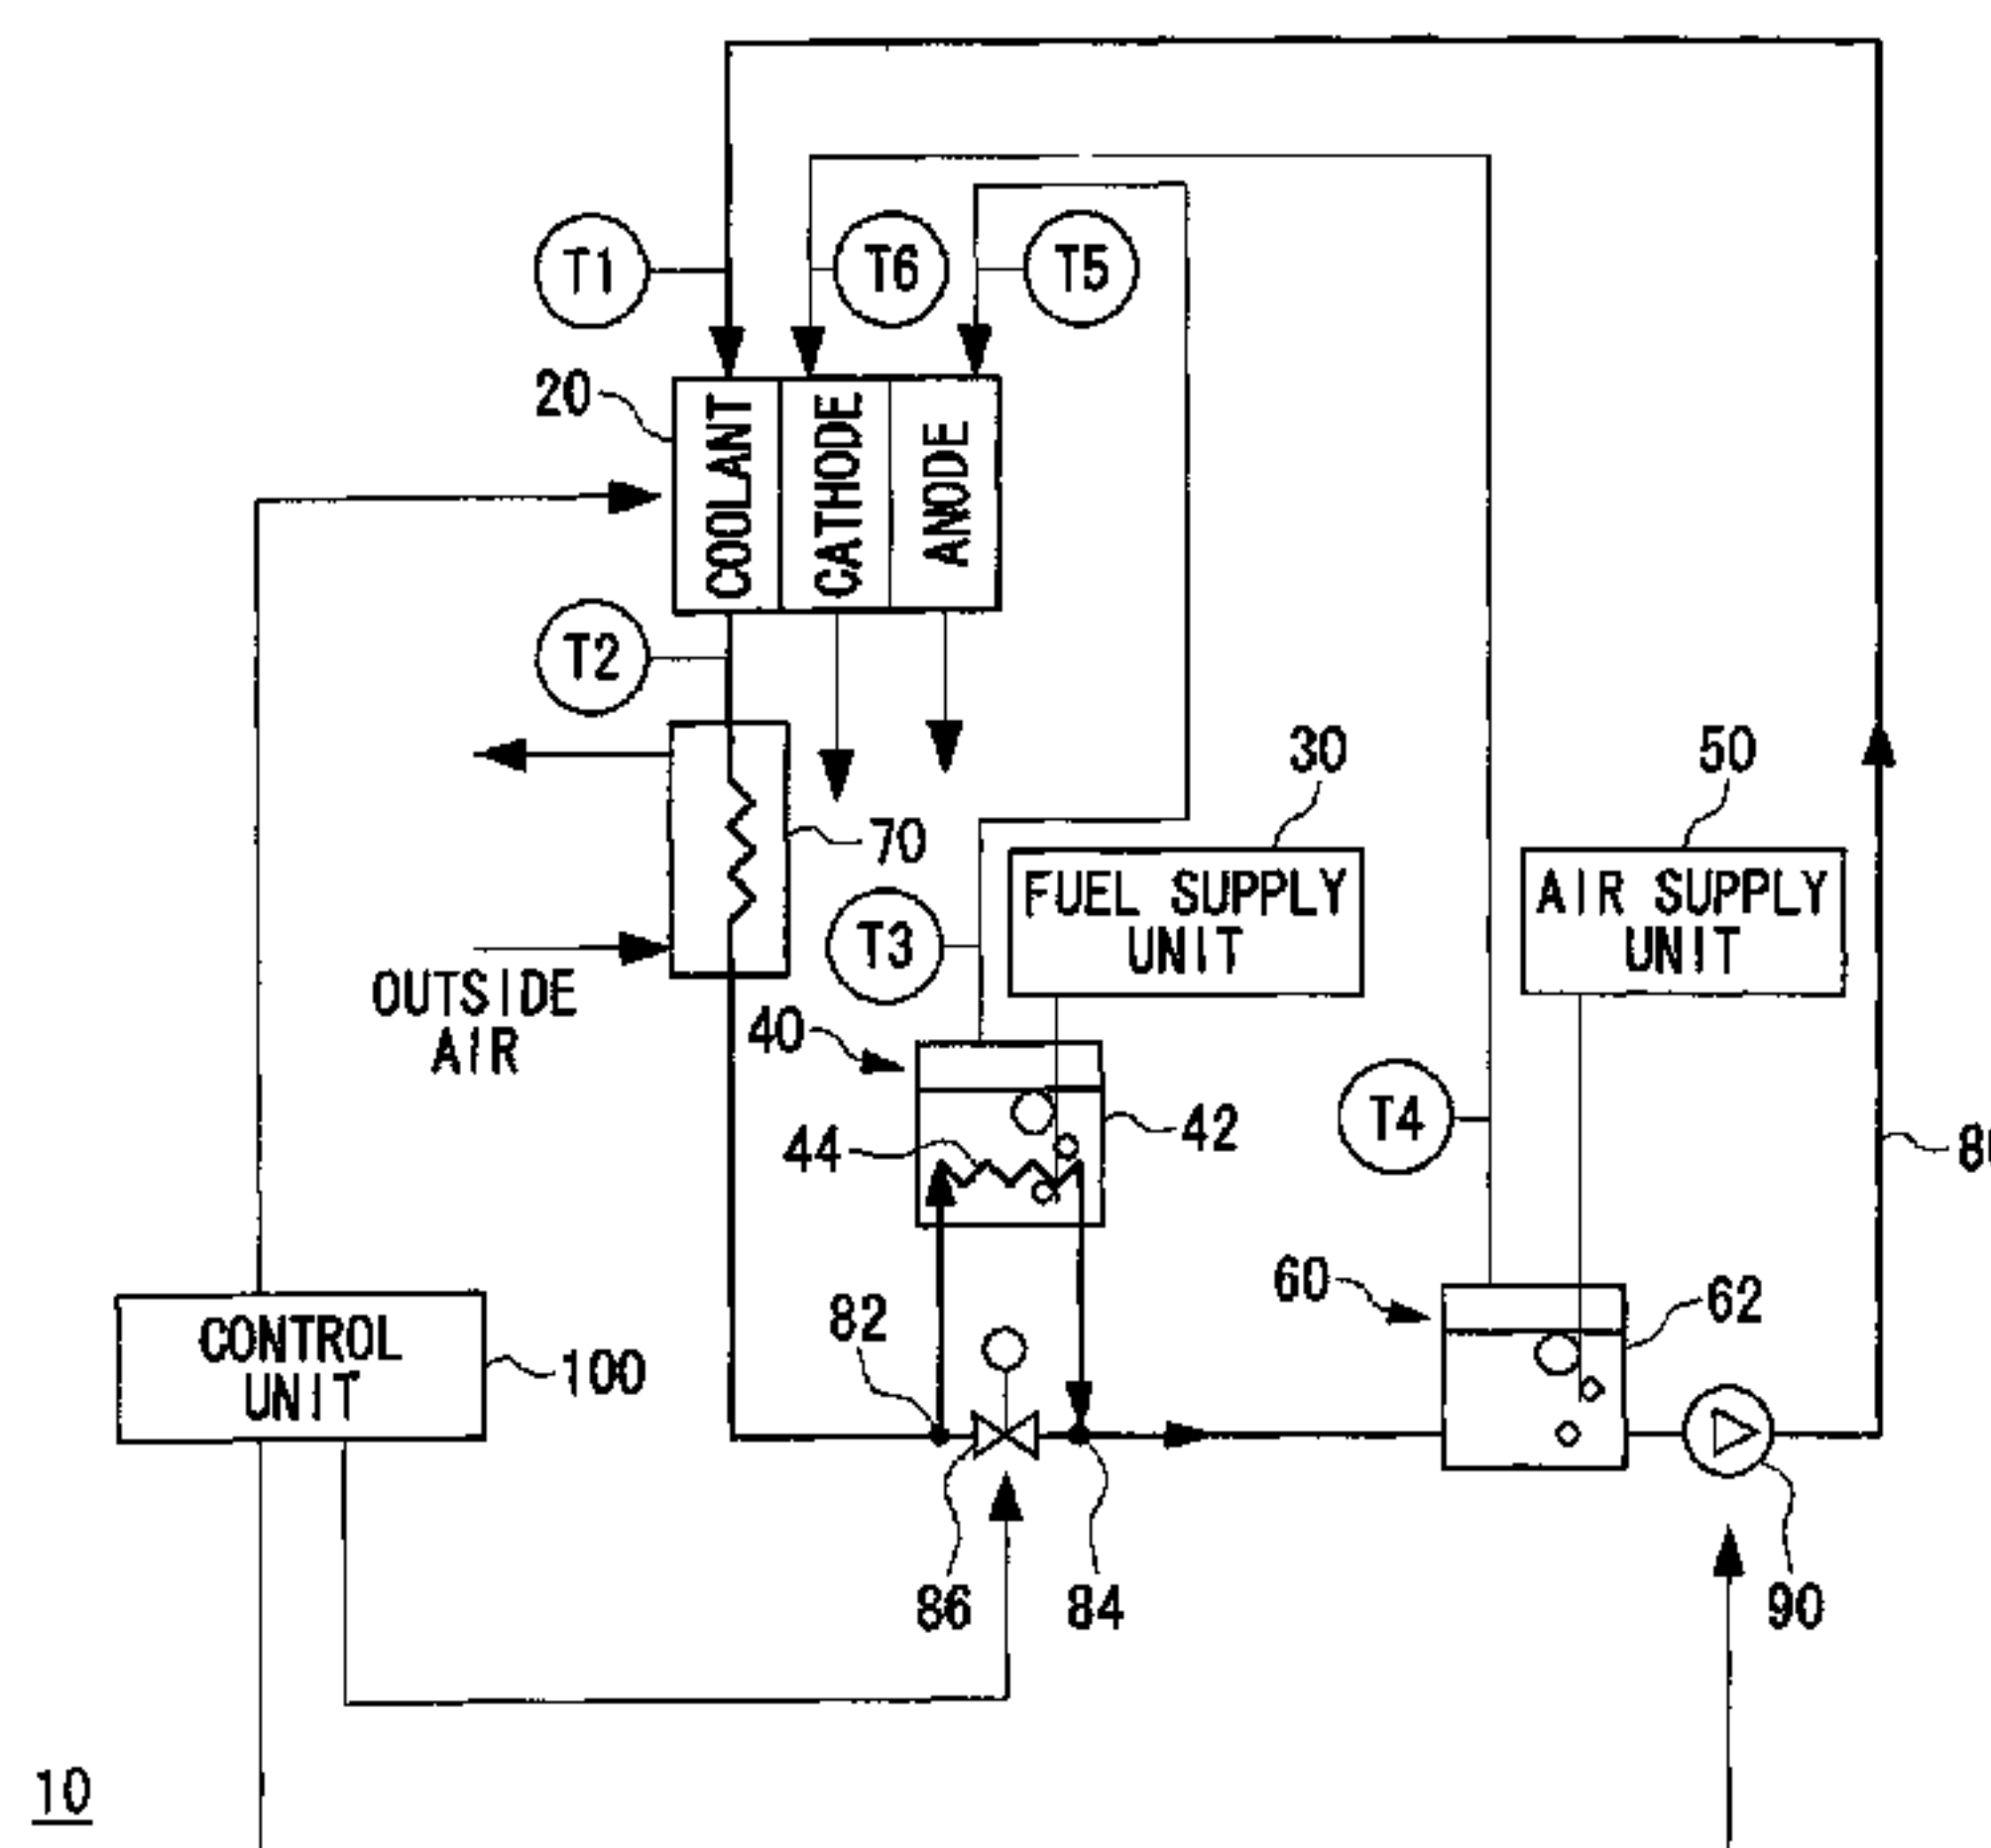 T1
T6
T5
20
COOLANT
CATHODE
ANODE
T2
30
50
70
FUEL SUPPLY
UNIT
AIR SUPPLY
UNIT
T3
OUTSIDE
AIR
40
42
44
T4
60
62
82
CONTROL
UNIT
100
86
84
90
10